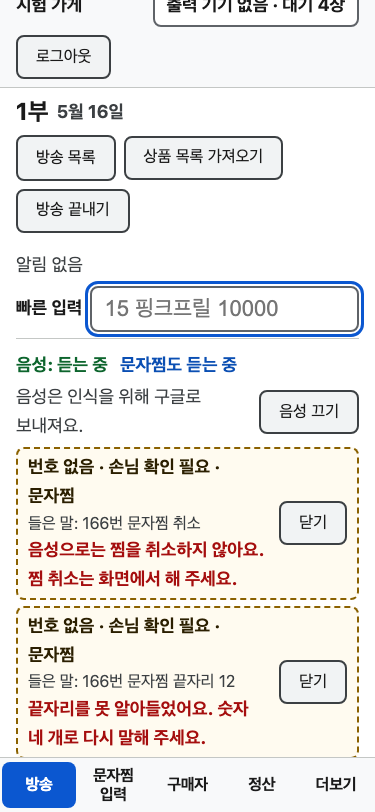 시험 가게
출력 기기 없음 · 대기 4장
로그아웃
1부 5월 16일
방송 목록
상품 목록 가져오기
방송 끝내기
알림 없음
빠른 입력
15 핑크프릴 10000
음성: 듣는 중 문자찜도 듣는 중
음성은 인식을 위해 구글로
보내져요.
음성 끄기
번호 없음 · 손님 확인 필요 ·
문자찜
들은 말: 166번 문자찜 취소
음성으로는 찜을 취소하지 않아요.
찜 취소는 화면에서 해 주세요.
닫기
번호 없음 · 손님 확인 필요 ·
문자찜
들은 말: 166번 문자찜 끝자리 12
끝자리를 못 알아들었어요. 숫자
네 개로 다시 말해 주세요.
닫기
방송
문자찜
입력
구매자
정산
더보기